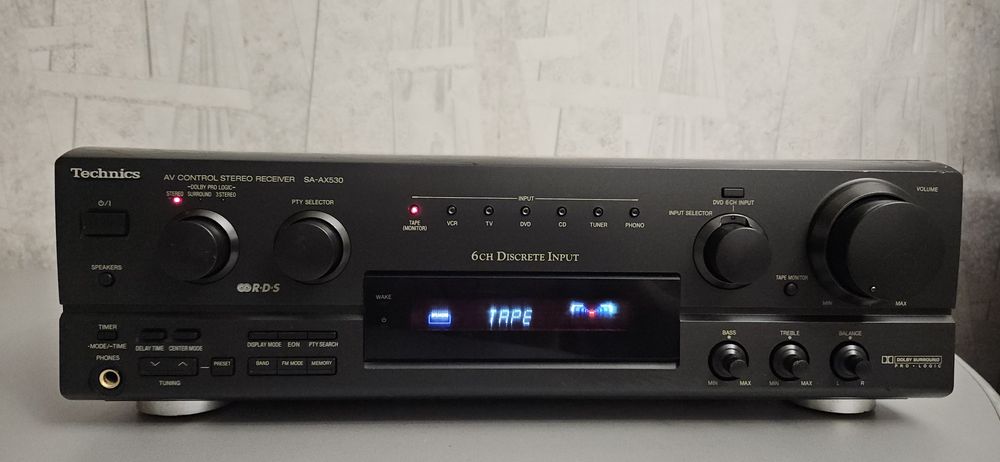 Technics
AV CONTROL STEREO RECEIVER SA-AX530
-DOLBY PRO LOGIC-
STEREO SURROUND 3STEREO
PTY SELECTOR
⏻/I
SPEAKERS
R·D·S
INPUT
TAPE
(MONITOR)
VCR
TV
DVD
CD
TUNER
PHONO
6CH DISCRETE INPUT
DVD 6CH INPUT
INPUT SELECTOR
TAPE MONITOR
VOLUME
MIN
MAX
WAKE
TAPE
TIMER
-MODE/-TIME
PHONES
DELAY TIME
CENTER MODE
TUNING
PRESET
DISPLAY MODE
EON
PTY SEARCH
BAND
FM MODE
MEMORY
BASS
MIN
MAX
TREBLE
MIN
MAX
BALANCE
L
R
DOLBY SURROUND
PRO·LOGIC